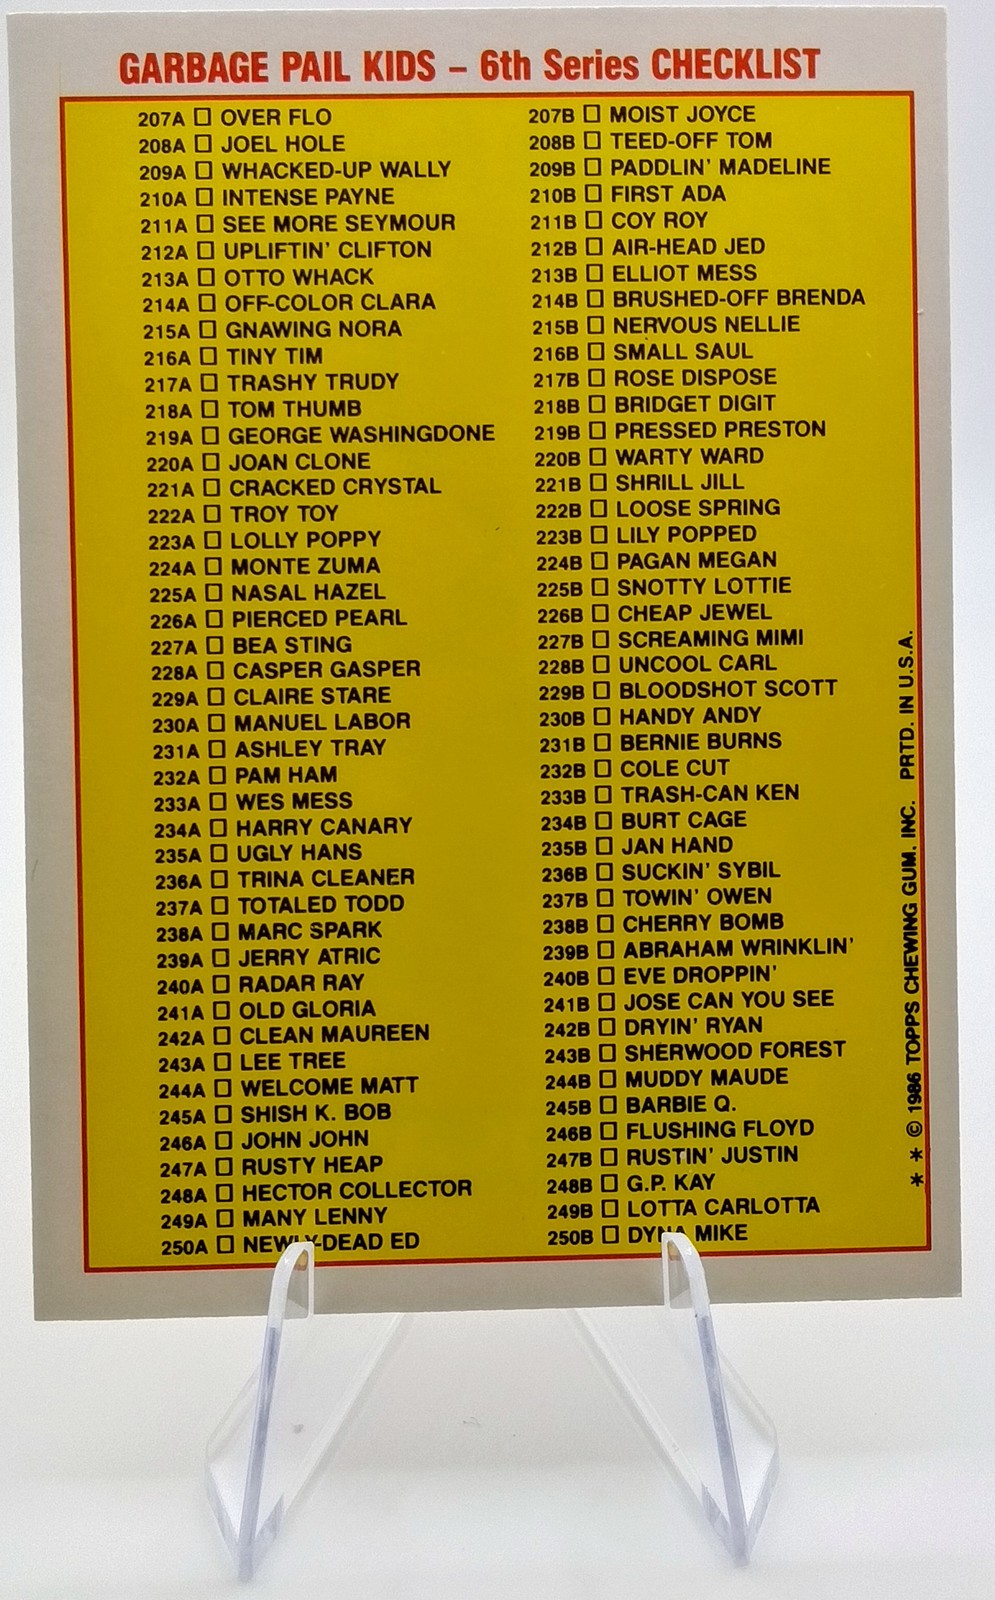 GARBAGE PAIL KIDS – 6th Series CHECKLIST
207A OVER FLO
208A JOEL HOLE
209A WHACKED-UP WALLY
210A INTENSE PAYNE
211A SEE MORE SEYMOUR
212A UPLIFTIN' CLIFTON
213A OTTO WHACK
214A OFF-COLOR CLARA
215A GNAWING NORA
216A TINY TIM
217A TRASHY TRUDY
218A TOM THUMB
219A GEORGE WASHINGDONE
220A JOAN CLONE
221A CRACKED CRYSTAL
222A TROY TOY
223A LOLLY POPPY
224A MONTE ZUMA
225A NASAL HAZEL
226A PIERCED PEARL
227A BEA STING
228A CASPER GASPER
229A CLAIRE STARE
230A MANUEL LABOR
231A ASHLEY TRAY
232A PAM HAM
233A WES MESS
234A HARRY CANARY
235A UGLY HANS
236A TRINA CLEANER
237A TOTALED TODD
238A MARC SPARK
239A JERRY ATRIC
240A RADAR RAY
241A OLD GLORIA
242A CLEAN MAUREEN
243A LEE TREE
244A WELCOME MATT
245A SHISH K. BOB
246A JOHN JOHN
247A RUSTY HEAP
248A HECTOR COLLECTOR
249A MANY LENNY
250A NEWLY-DEAD ED
207B MOIST JOYCE
208B TEED-OFF TOM
209B PADDLIN' MADELINE
210B FIRST ADA
211B COY ROY
212B AIR-HEAD JED
213B ELLIOT MESS
214B BRUSHED-OFF BRENDA
215B NERVOUS NELLIE
216B SMALL SAUL
217B ROSE DISPOSE
218B BRIDGET DIGIT
219B PRESSED PRESTON
220B WARTY WARD
221B SHRILL JILL
222B LOOSE SPRING
223B LILY POPPED
224B PAGAN MEGAN
225B SNOTTY LOTTIE
226B CHEAP JEWEL
227B SCREAMING MIMI
228B UNCOOL CARL
229B BLOODSHOT SCOTT
230B HANDY ANDY
231B BERNIE BURNS
232B COLE CUT
233B TRASH-CAN KEN
234B BURT CAGE
235B JAN HAND
236B SUCKIN' SYBIL
237B TOWIN' OWEN
238B CHERRY BOMB
239B ABRAHAM WRINKLIN'
240B EVE DROPPIN'
241B JOSE CAN YOU SEE
242B DRYIN' RYAN
243B SHERWOOD FOREST
244B MUDDY MAUDE
245B BARBIE Q.
246B FLUSHING FLOYD
247B RUSTIN' JUSTIN
248B G.P. KAY
249B LOTTA CARLOTTA
250B DYNA MIKE
* * © 1986 TOPPS CHEWING GUM, INC. PRTD. IN U.S.A.